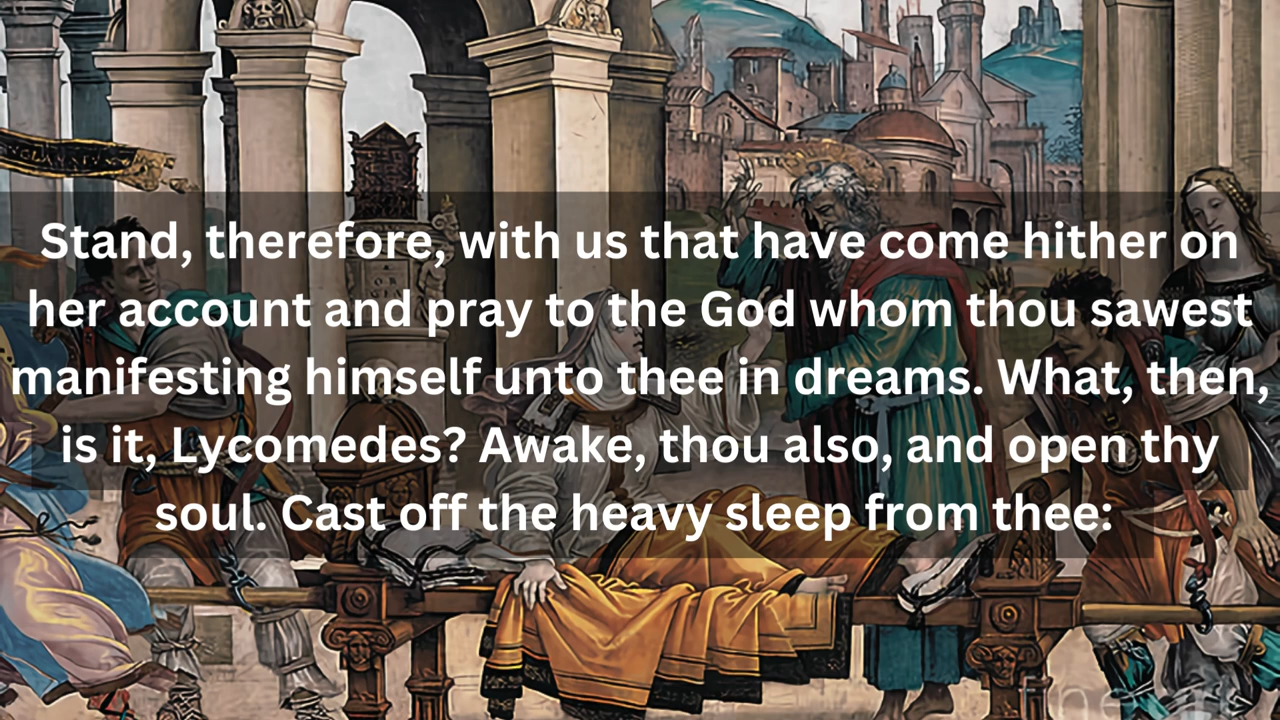 Stand, therefore, with us that have come hither on
her account and pray to the God whom thou sawest
manifesting himself unto thee in dreams. What, then,
is it, Lycomedes? Awake, thou also, and open thy
soul. Cast off the heavy sleep from thee: